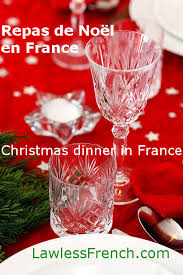 Repas de Noël
en France
Christmas dinner in France
LawlessFrench.com